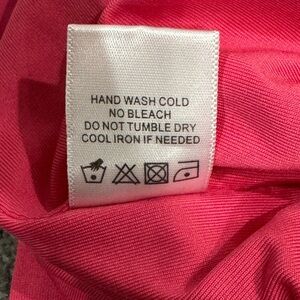 HAND WASH COLD
NO BLEACH
DO NOT TUMBLE DRY
COOL IRON IF NEEDED